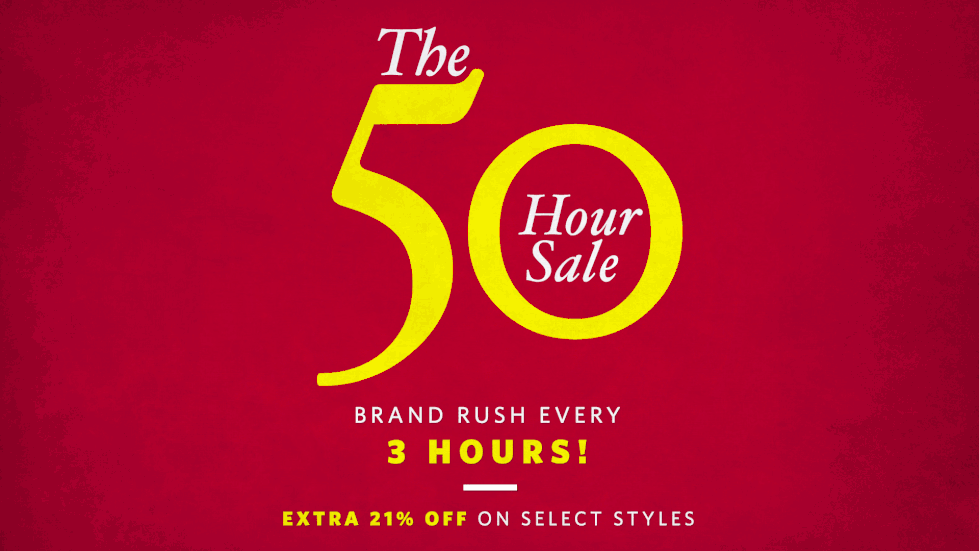 The
50
Hour
Sale
BRAND RUSH EVERY
3 HOURS!
EXTRA 21% OFF ON SELECT STYLES